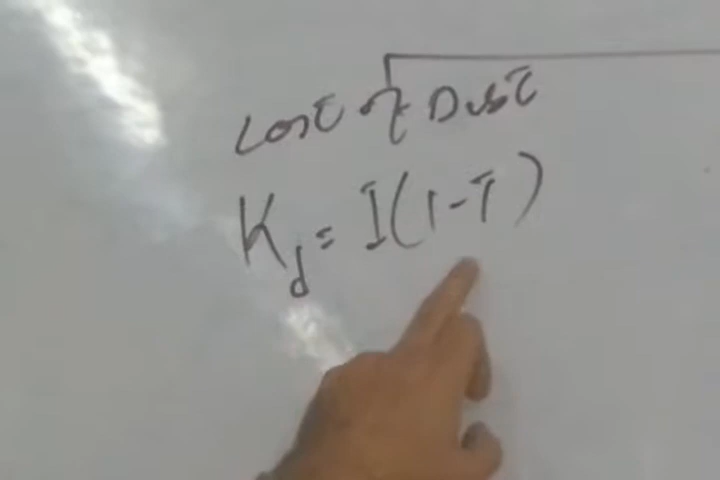 Cost of Debt
Kd = I(1-T)